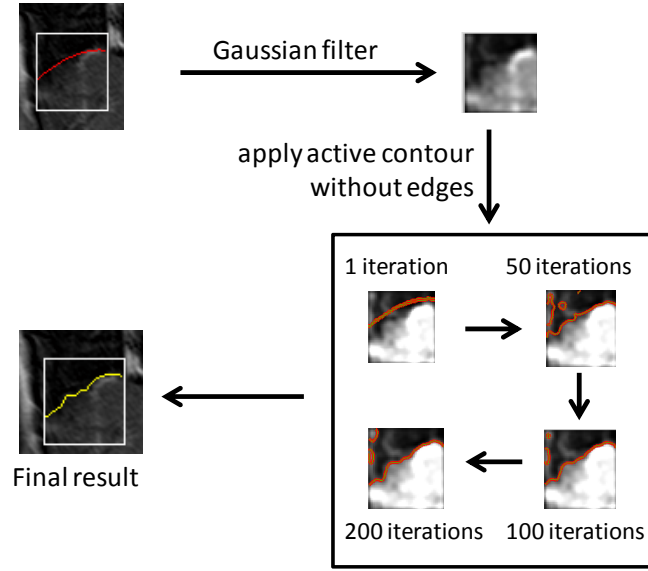 Gaussian filter
apply active contour
without edges
1 iteration
50 iterations
200 iterations
100 iterations
Final result